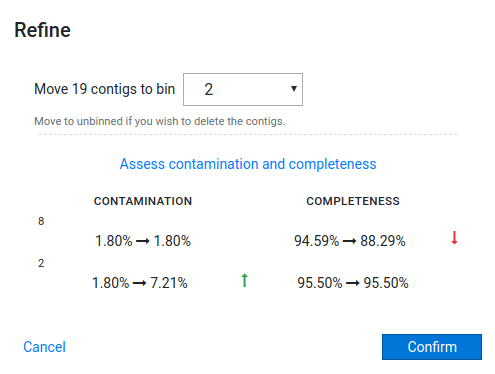 Refine
Move 19 contigs to bin 2
Move to unbinned if you wish to delete the contigs.
Assess contamination and completeness
CONTAMINATION COMPLETENESS
8
1.80% → 1.80% 94.59% → 88.29% ↓
2
1.80% → 7.21% ↑ 95.50% → 95.50%
Cancel Confirm